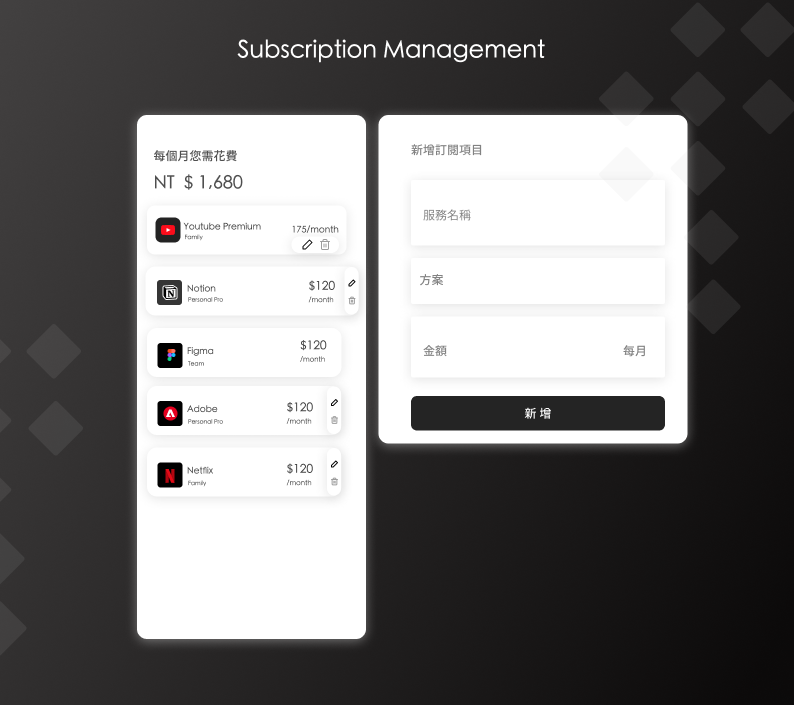 Subscription Management
每個月您需花費
NT $ 1,680
Youtube Premium
Family
175/month
Notion
Personal Pro
$120
/month
Figma
Team
$120
/month
Adobe
Personal Pro
$120
/month
Netflix
Family
$120
/month
新增訂閱項目
服務名稱
方案
金額
每月
新增